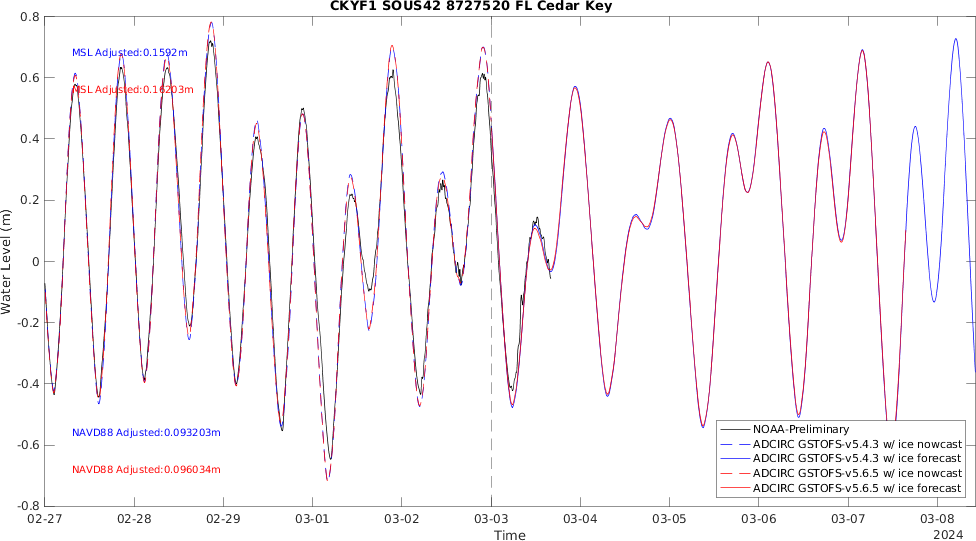 CKYF1 SOUS42 8727520 FL Cedar Key
0.8
0.6
0.4
0.2
0
-0.2
-0.4
-0.6
-0.8
Water Level (m)
MSL Adjusted:0.1592m
MSL Adjusted:0.16203m
NAVD88 Adjusted:0.093203m
NAVD88 Adjusted:0.096034m
NOAA-Preliminary
ADCIRC GSTOFS-v5.4.3 w/ ice nowcast
ADCIRC GSTOFS-v5.4.3 w/ ice forecast
ADCIRC GSTOFS-v5.6.5 w/ ice nowcast
ADCIRC GSTOFS-v5.6.5 w/ ice forecast
02-27 02-28 02-29 03-01 03-02 03-03 03-04 03-05 03-06 03-07 03-08
Time
2024